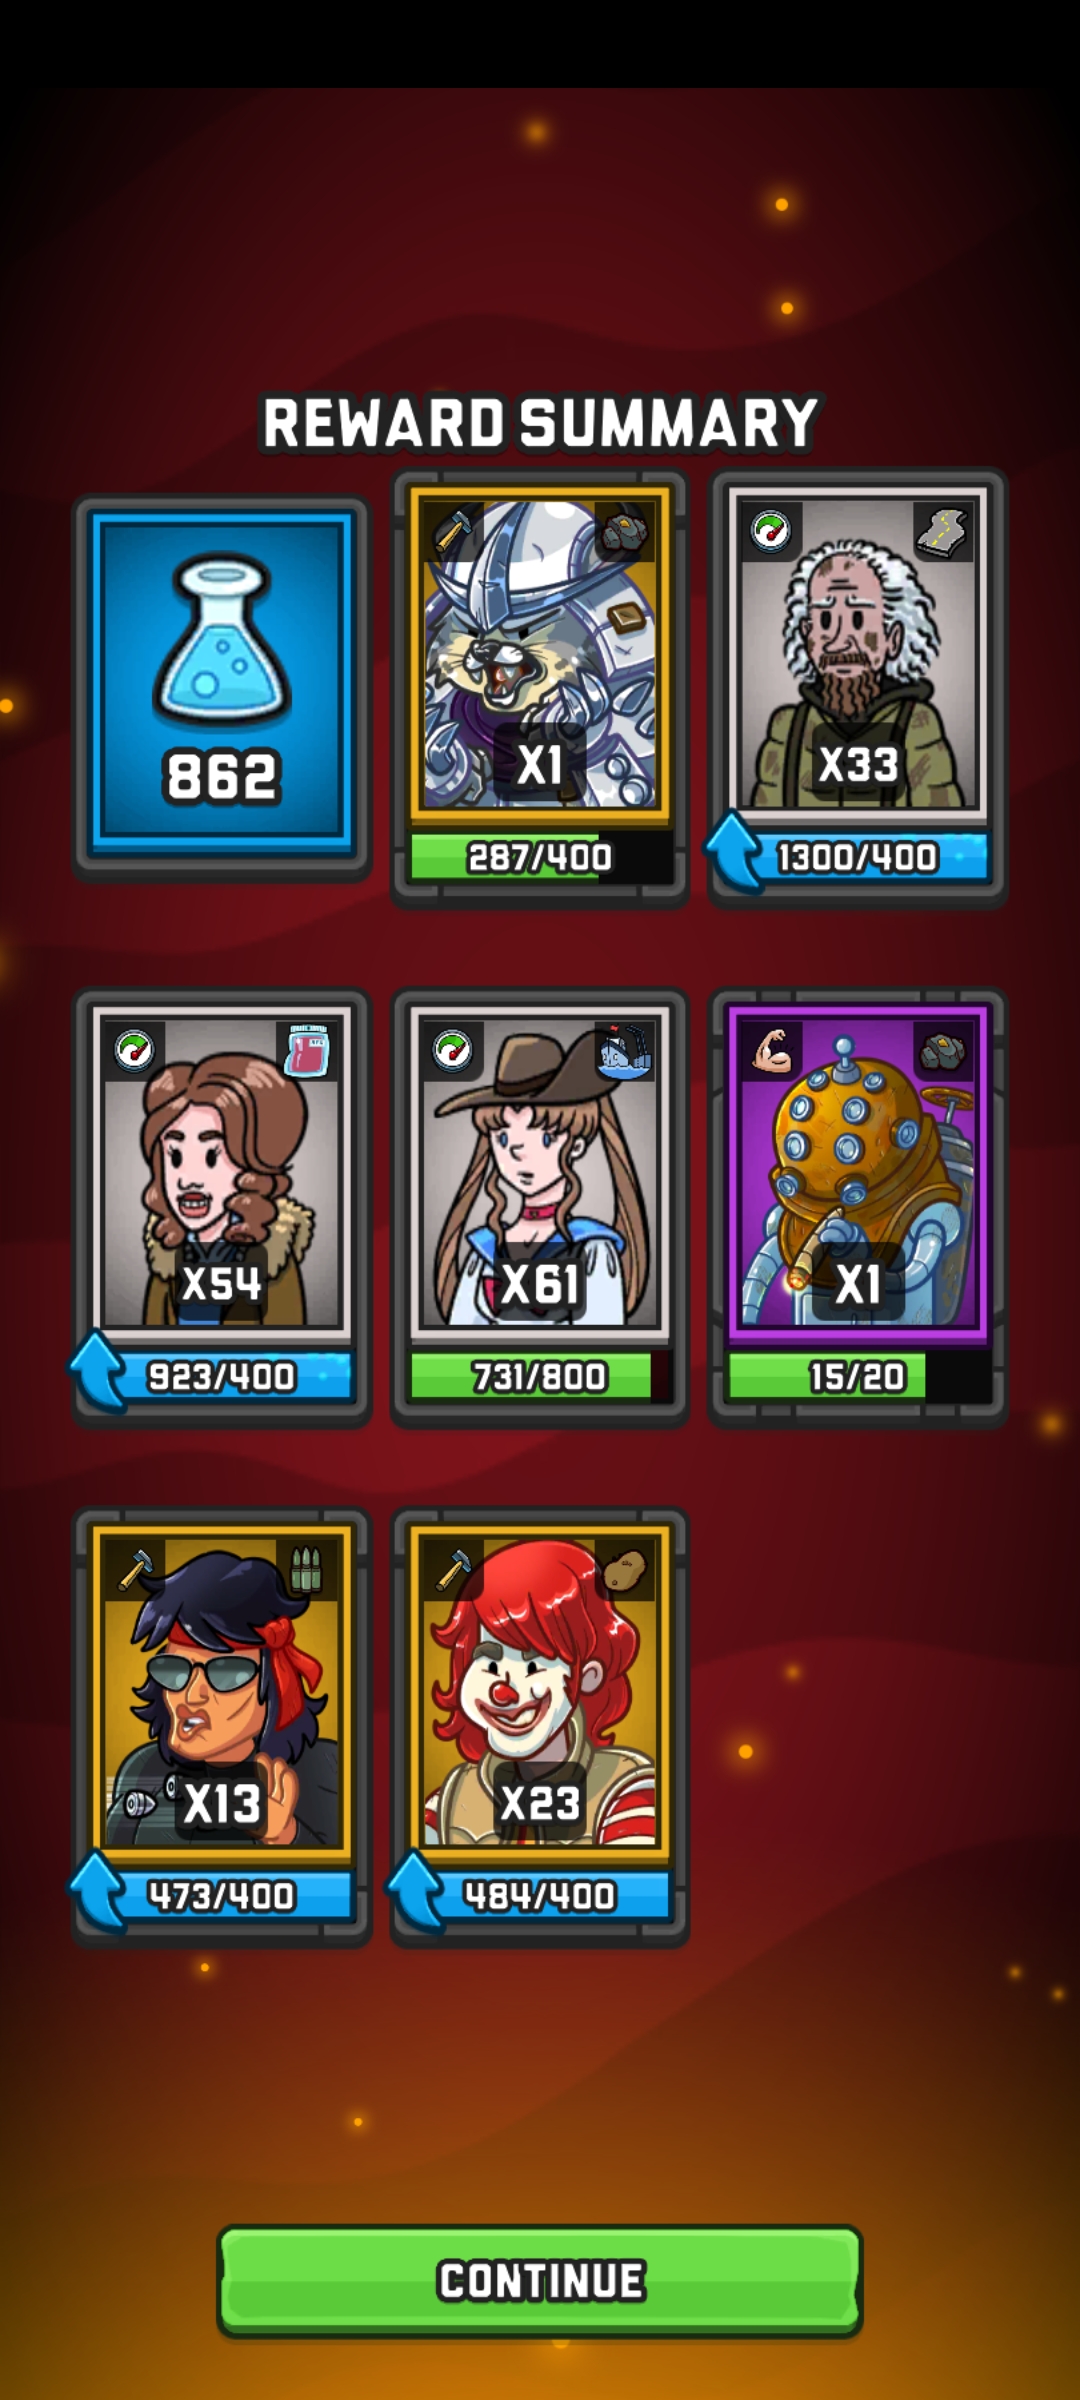 REWARD SUMMARY
862
X1
287/400
X33
1300/400
X54
923/400
X61
731/800
X1
15/20
X13
473/400
X23
484/400
CONTINUE